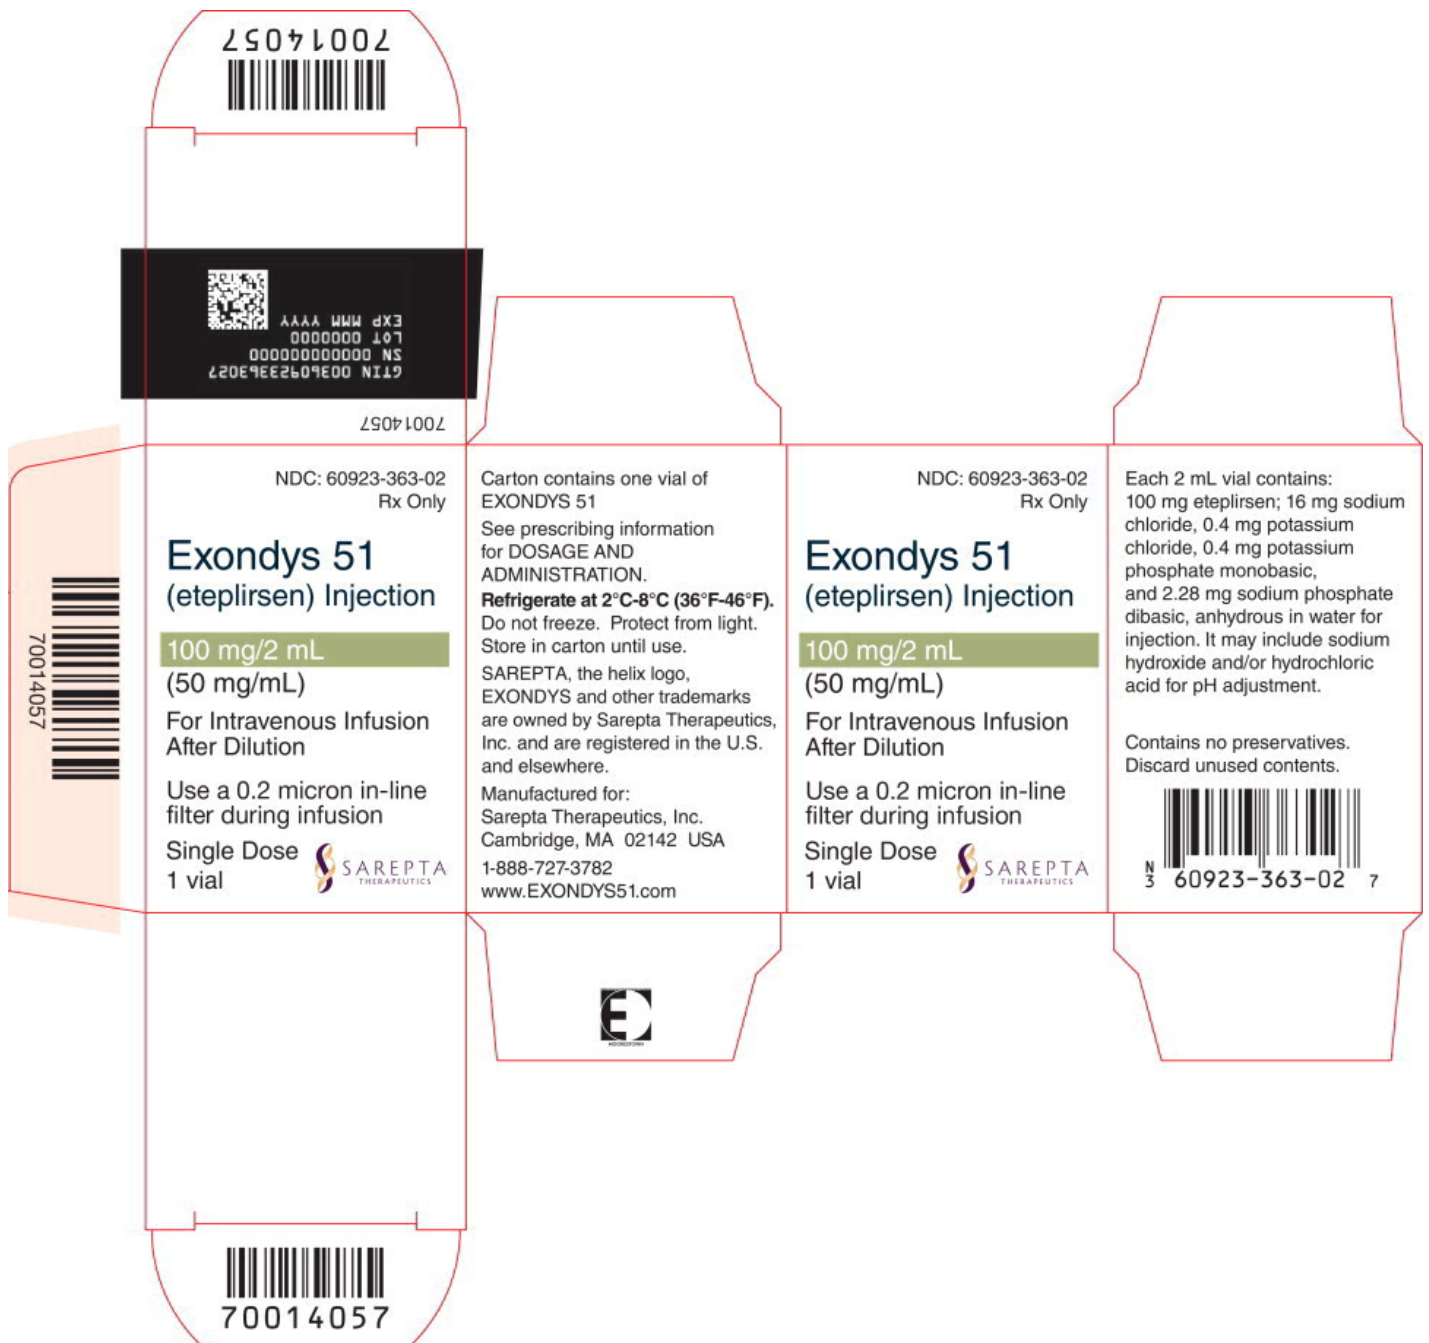 70014057
EXP MMM YYYY
LOT 0000000
SN 0000000000000
GTIN 00360923363027
70014057
70014057
NDC: 60923-363-02
Rx Only
Exondys 51
(eteplirsen) Injection
100 mg/2 mL
(50 mg/mL)
For Intravenous Infusion
After Dilution
Use a 0.2 micron in-line
filter during infusion
Single Dose
1 vial
SAREPTA
THERAPEUTICS
Carton contains one vial of
EXONDYS 51
See prescribing information
for DOSAGE AND
ADMINISTRATION.
Refrigerate at 2°C-8°C (36°F-46°F).
Do not freeze. Protect from light.
Store in carton until use.
SAREPTA, the helix logo,
EXONDYS and other trademarks
are owned by Sarepta Therapeutics,
Inc. and are registered in the U.S.
and elsewhere.
Manufactured for:
Sarepta Therapeutics, Inc.
Cambridge, MA 02142 USA
1-888-727-3782
www.EXONDYS51.com
NDC: 60923-363-02
Rx Only
Exondys 51
(eteplirsen) Injection
100 mg/2 mL
(50 mg/mL)
For Intravenous Infusion
After Dilution
Use a 0.2 micron in-line
filter during infusion
Single Dose
1 vial
SAREPTA
THERAPEUTICS
Each 2 mL vial contains:
100 mg eteplirsen; 16 mg sodium
chloride, 0.4 mg potassium
chloride, 0.4 mg potassium
phosphate monobasic,
and 2.28 mg sodium phosphate
dibasic, anhydrous in water for
injection. It may include sodium
hydroxide and/or hydrochloric
acid for pH adjustment.
Contains no preservatives.
Discard unused contents.
N
3 60923-363-02 7
E
MOORESTOWN
70014057